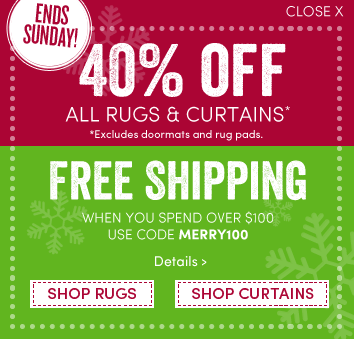 ENDS
SUNDAY!
CLOSE X
40% OFF
ALL RUGS & CURTAINS*
*Excludes doormats and rug pads.
FREE SHIPPING
WHEN YOU SPEND OVER $100
USE CODE MERRY100
Details >
SHOP RUGS
SHOP CURTAINS